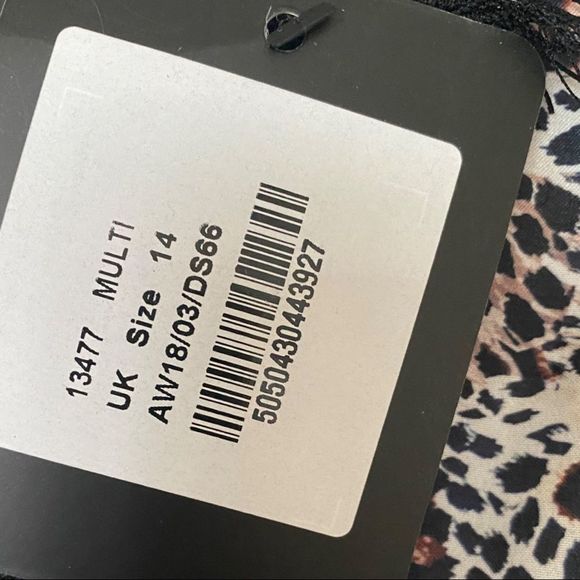 13477 MULTI
UK Size 14
AW18/03/DS66
5050430443927